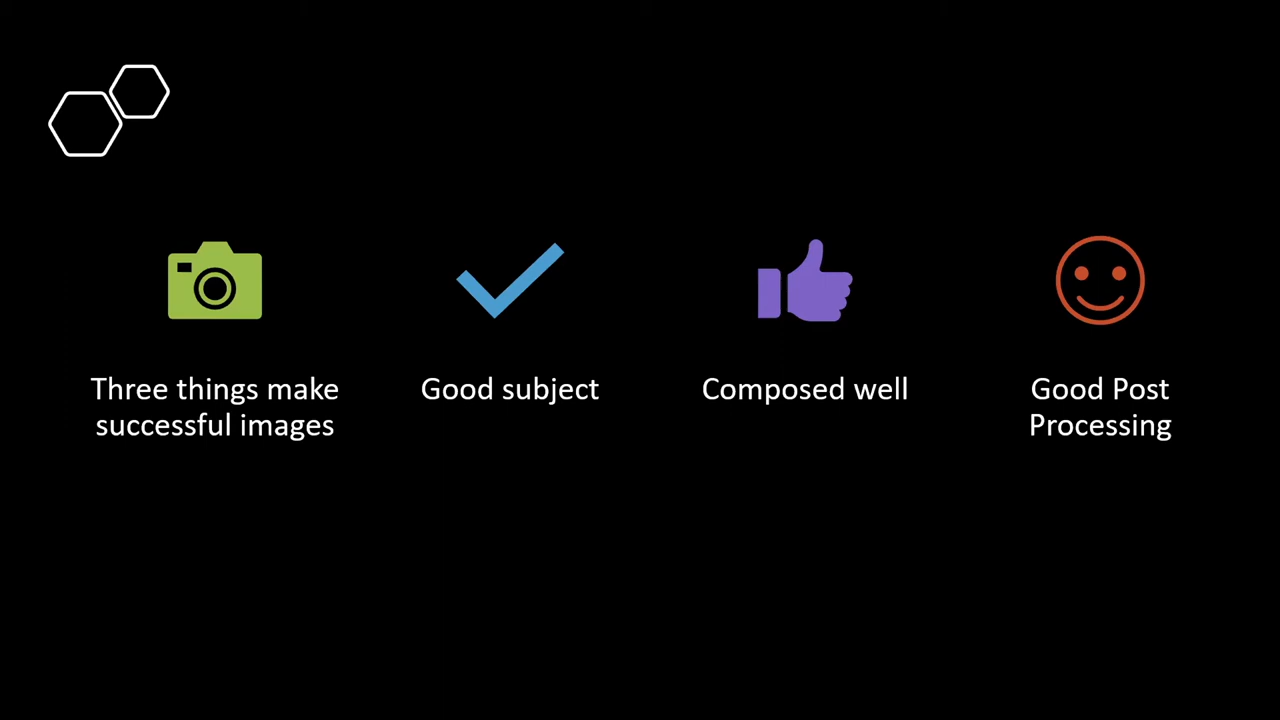 Three things make
successful images
Good subject
Composed well
Good Post
Processing